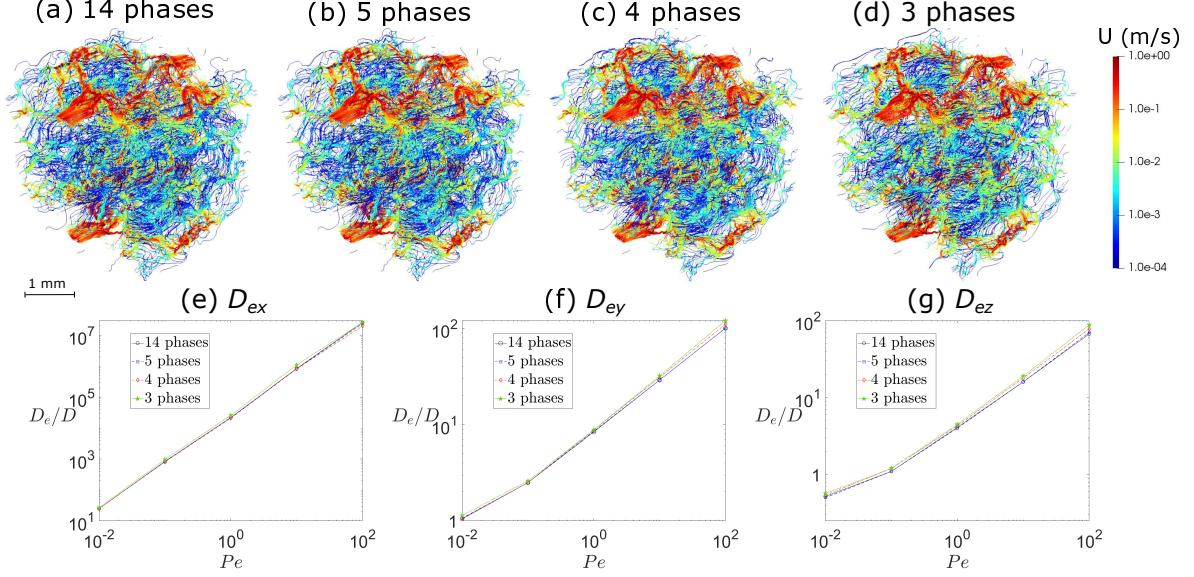 (a) 14 phases
(b) 5 phases
(c) 4 phases
(d) 3 phases
U (m/s)
1.0e+00
1.0e-1
1.0e-2
1.0e-3
1.0e-04
1 mm
(e) Dex
14 phases
5 phases
4 phases
3 phases
De/D
10^7
10^5
10^3
10^1
10^-2
10^0
10^2
Pe
(f) Dey
14 phases
5 phases
4 phases
3 phases
De/D
10^2
10
1
10^-2
10^0
10^2
Pe
(g) Dez
14 phases
5 phases
4 phases
3 phases
De/D
10^2
10
1
10^-2
10^0
10^2
Pe